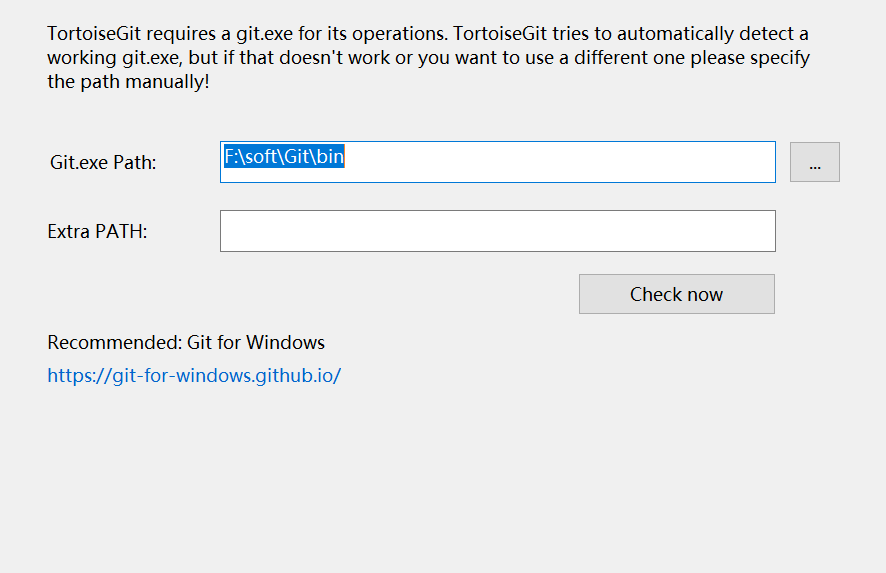 TortoiseGit requires a git.exe for its operations. TortoiseGit tries to automatically detect a
working git.exe, but if that doesn't work or you want to use a different one please specify
the path manually!
Git.exe Path: F:\soft\Git\bin ...
Extra PATH:
Check now
Recommended: Git for Windows
https://git-for-windows.github.io/